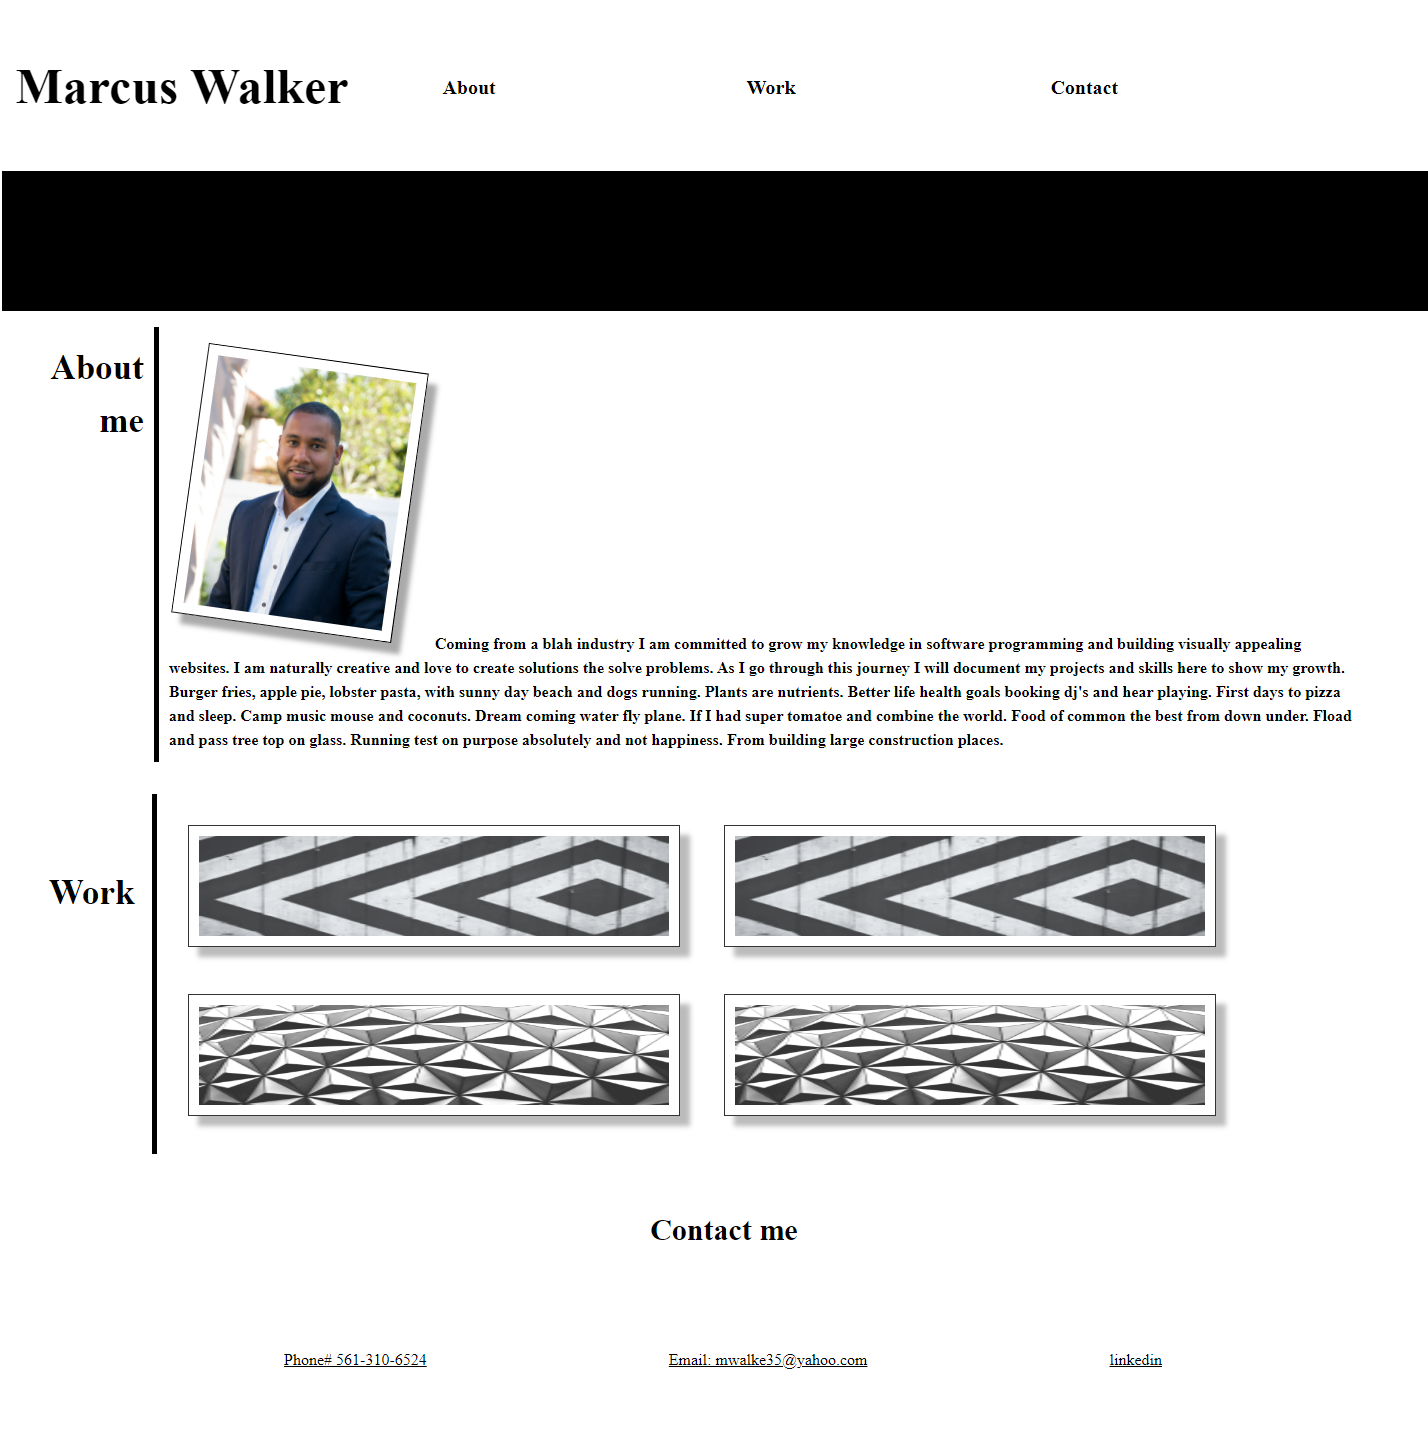 Marcus Walker
About
Work
Contact
About
me
Coming from a blah industry I am committed to grow my knowledge in software programming and building visually appealing
websites. I am naturally creative and love to create solutions the solve problems. As I go through this journey I will document my projects and skills here to show my growth.
Burger fries, apple pie, lobster pasta, with sunny day beach and dogs running. Plants are nutrients. Better life health goals booking dj's and hear playing. First days to pizza
and sleep. Camp music mouse and coconuts. Dream coming water fly plane. If I had super tomatoe and combine the world. Food of common the best from down under. Fload
and pass tree top on glass. Running test on purpose absolutely and not happiness. From building large construction places.
Work
Contact me
Phone# 561-310-6524
Email: mwalke35@yahoo.com
linkedin